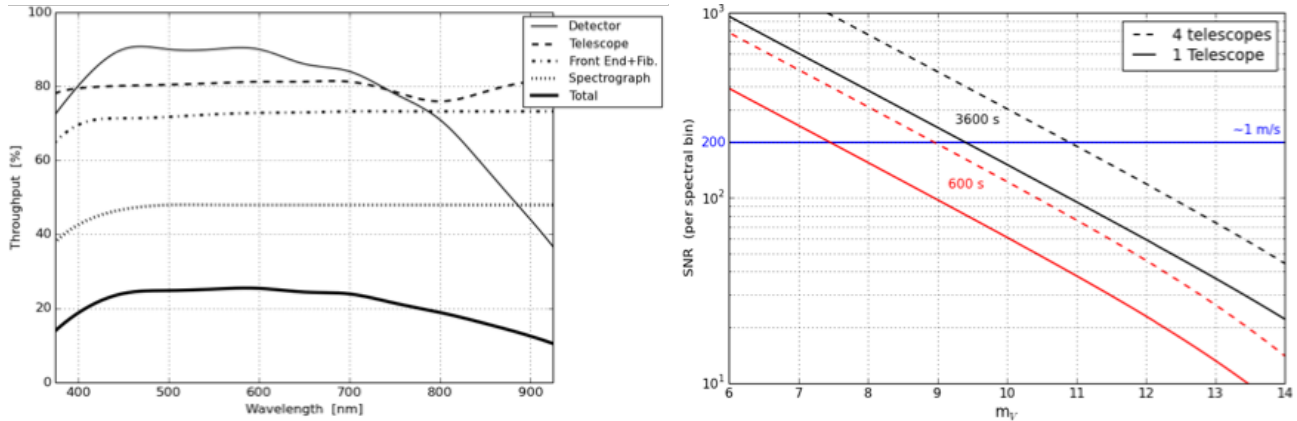 100
80
60
40
20
0
Throughput [%]
400 500 600 700 800 900
Wavelength [nm]
Detector
Telescope
Front End+Fib.
Spectrograph
Total
10³
200
10²
10¹
SNR (per spectral bin)
4 telescopes
1 Telescope
3600 s
~1 m/s
600 s
6 7 8 9 10 11 12 13 14
m_V